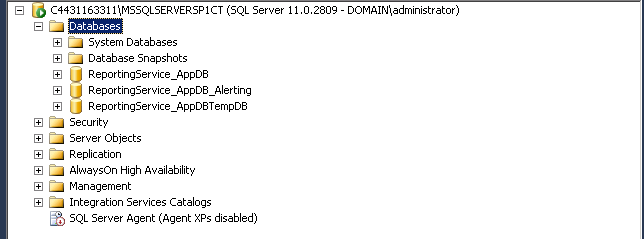 C4431163311\MSSQLSERVERSP1CT (SQL Server 11.0.2809 - DOMAIN\administrator)
Databases
System Databases
Database Snapshots
ReportingService_AppDB
ReportingService_AppDB_Alerting
ReportingService_AppDBTempDB
Security
Server Objects
Replication
AlwaysOn High Availability
Management
Integration Services Catalogs
SQL Server Agent (Agent XPs disabled)